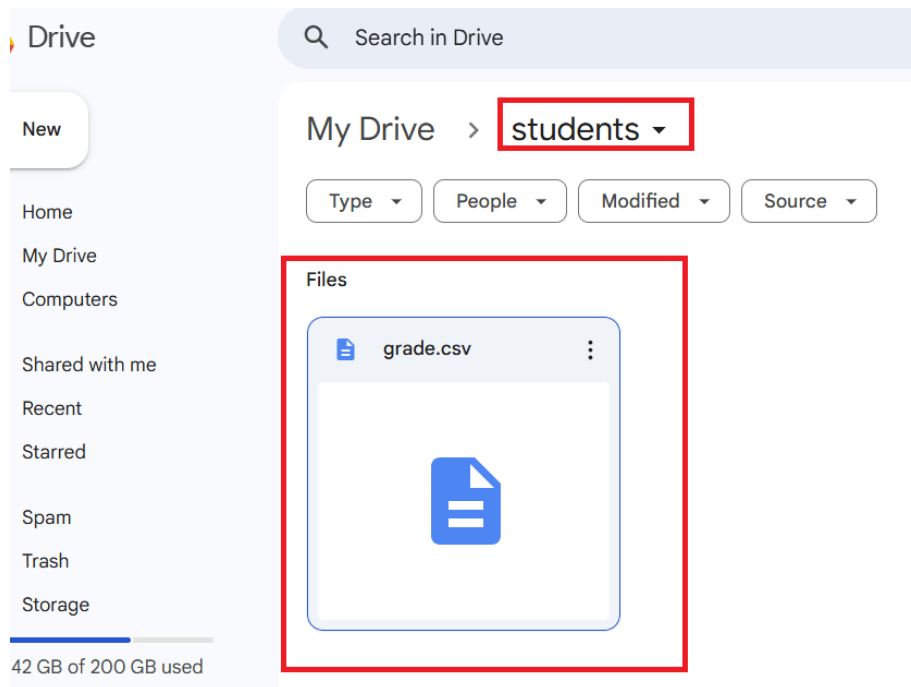 Drive
Search in Drive
New
My Drive > students
Type
People
Modified
Source
Home
My Drive
Computers
Files
grade.csv
Shared with me
Recent
Starred
Spam
Trash
Storage
42 GB of 200 GB used